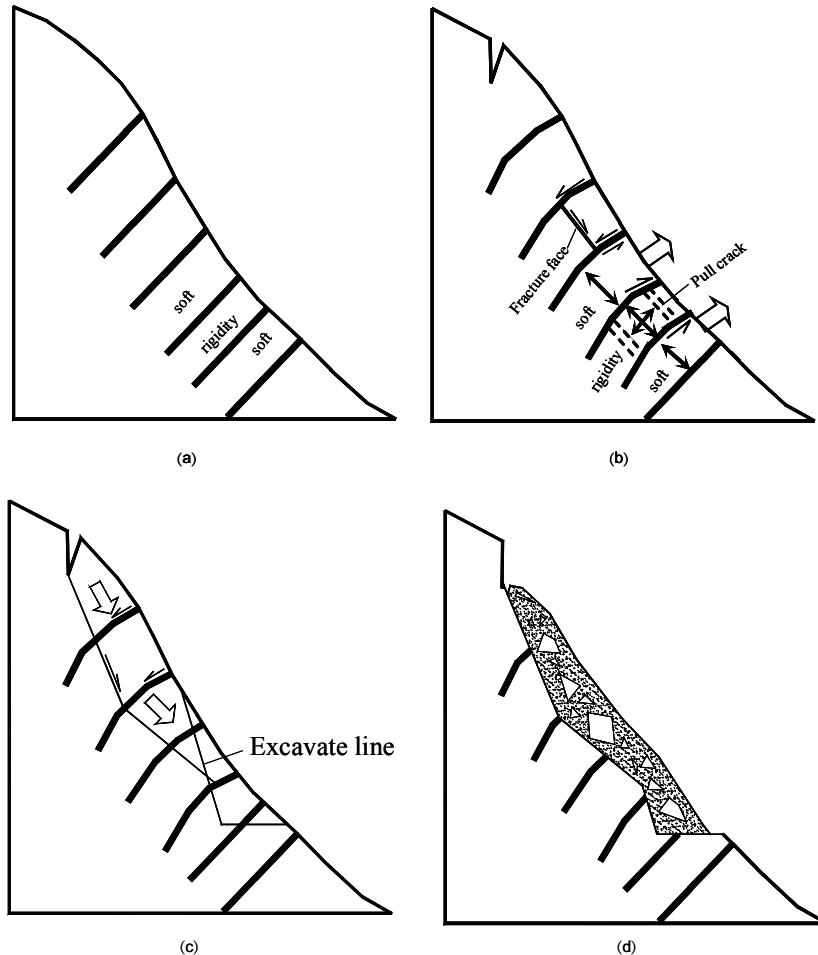 soft
rigidity
soft
(a)
Fracture face
Pull crack
soft
rigidity
soft
(b)
Excavate line
(c)
(d)